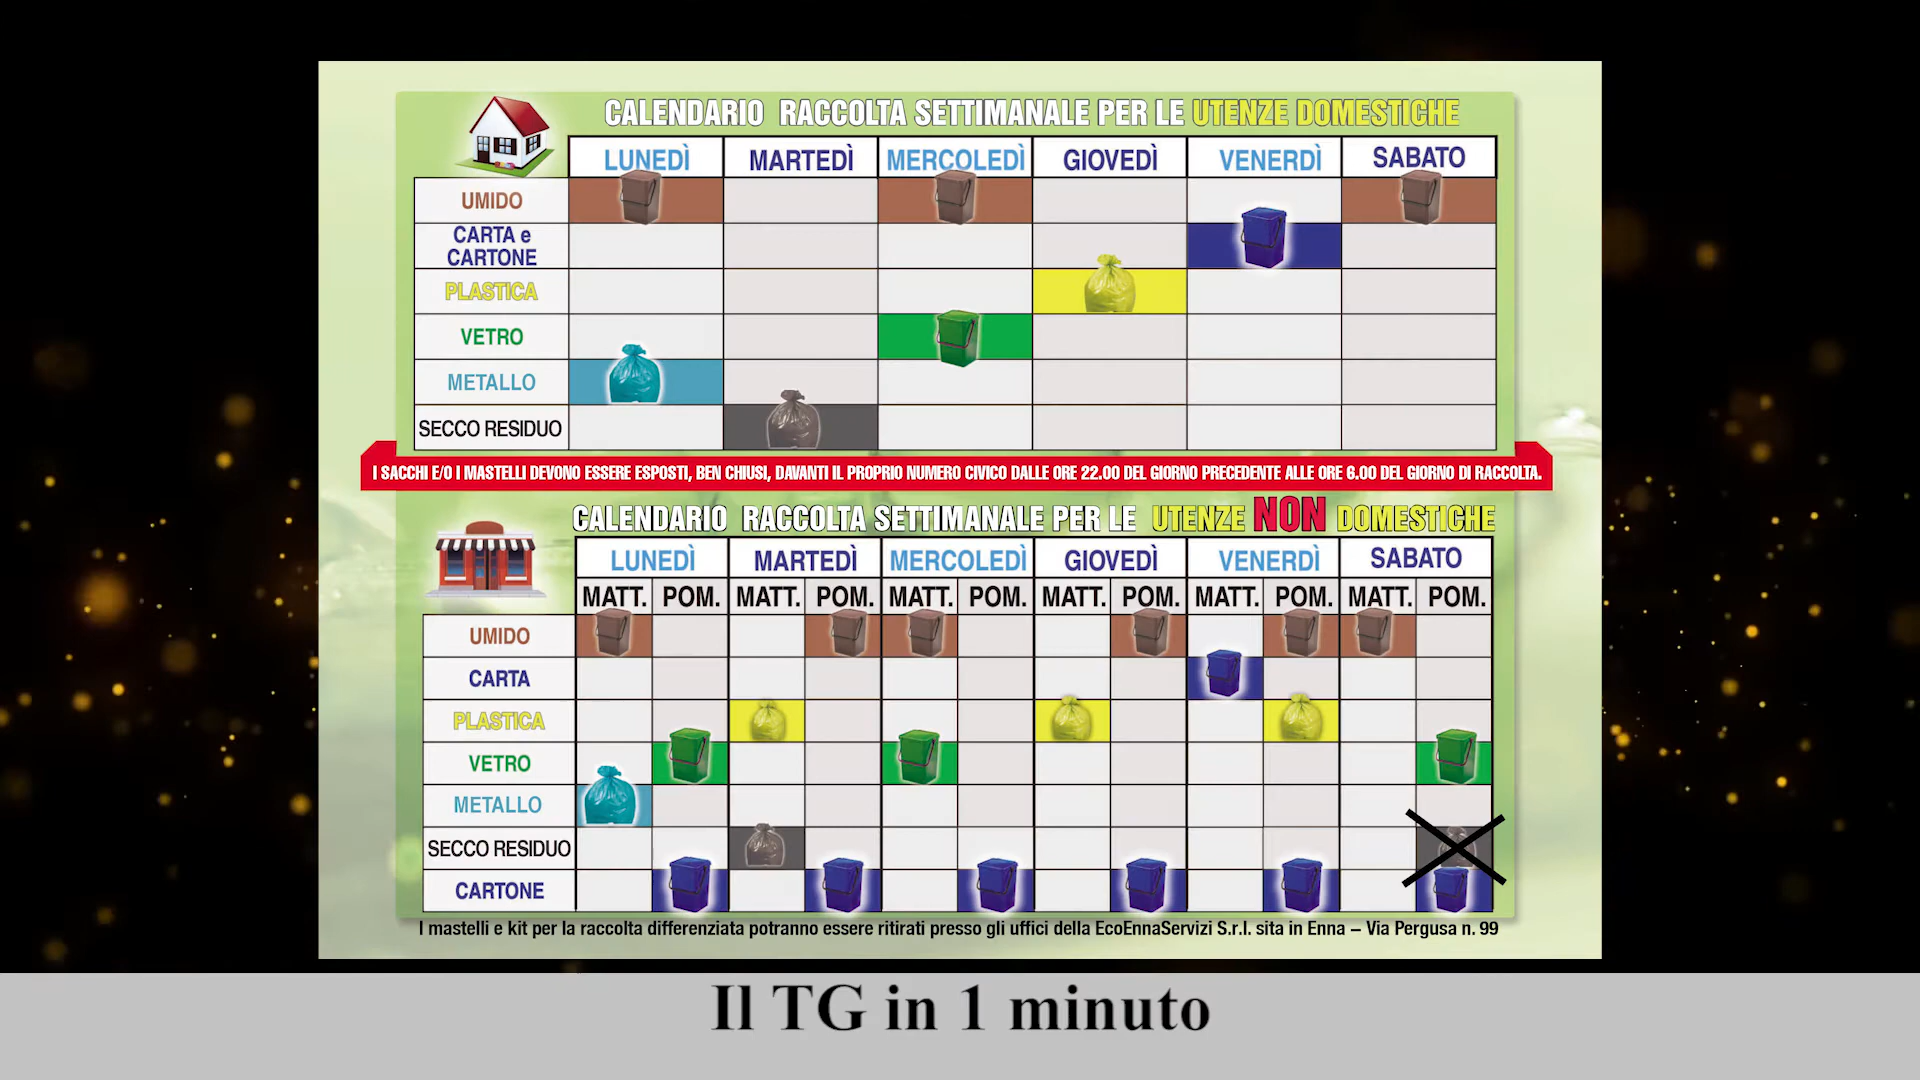 CALENDARIO RACCOLTA SETTIMANALE PER LE UTENZE DOMESTICHE
LUNEDÌ MARTEDÌ MERCOLEDÌ GIOVEDÌ VENERDÌ SABATO
UMIDO
CARTA e
CARTONE
PLASTICA
VETRO
METALLO
SECCO RESIDUO
I SACCHI E/O I MASTELLI DEVONO ESSERE ESPOSTI, BEN CHIUSI, DAVANTI IL PROPRIO NUMERO CIVICO DALLE ORE 22.00 DEL GIORNO PRECEDENTE ALLE ORE 6.00 DEL GIORNO DI RACCOLTA.
CALENDARIO RACCOLTA SETTIMANALE PER LE UTENZE NON DOMESTICHE
LUNEDÌ MARTEDÌ MERCOLEDÌ GIOVEDÌ VENERDÌ SABATO
MATT. POM. MATT. POM. MATT. POM. MATT. POM. MATT. POM. MATT. POM.
UMIDO
CARTA
PLASTICA
VETRO
METALLO
SECCO RESIDUO
CARTONE
I mastelli e kit per la raccolta differenziata potranno essere ritirati presso gli uffici della EcoEnnaServizi S.r.l. sita in Enna – Via Pergusa n. 99
Il TG in 1 minuto